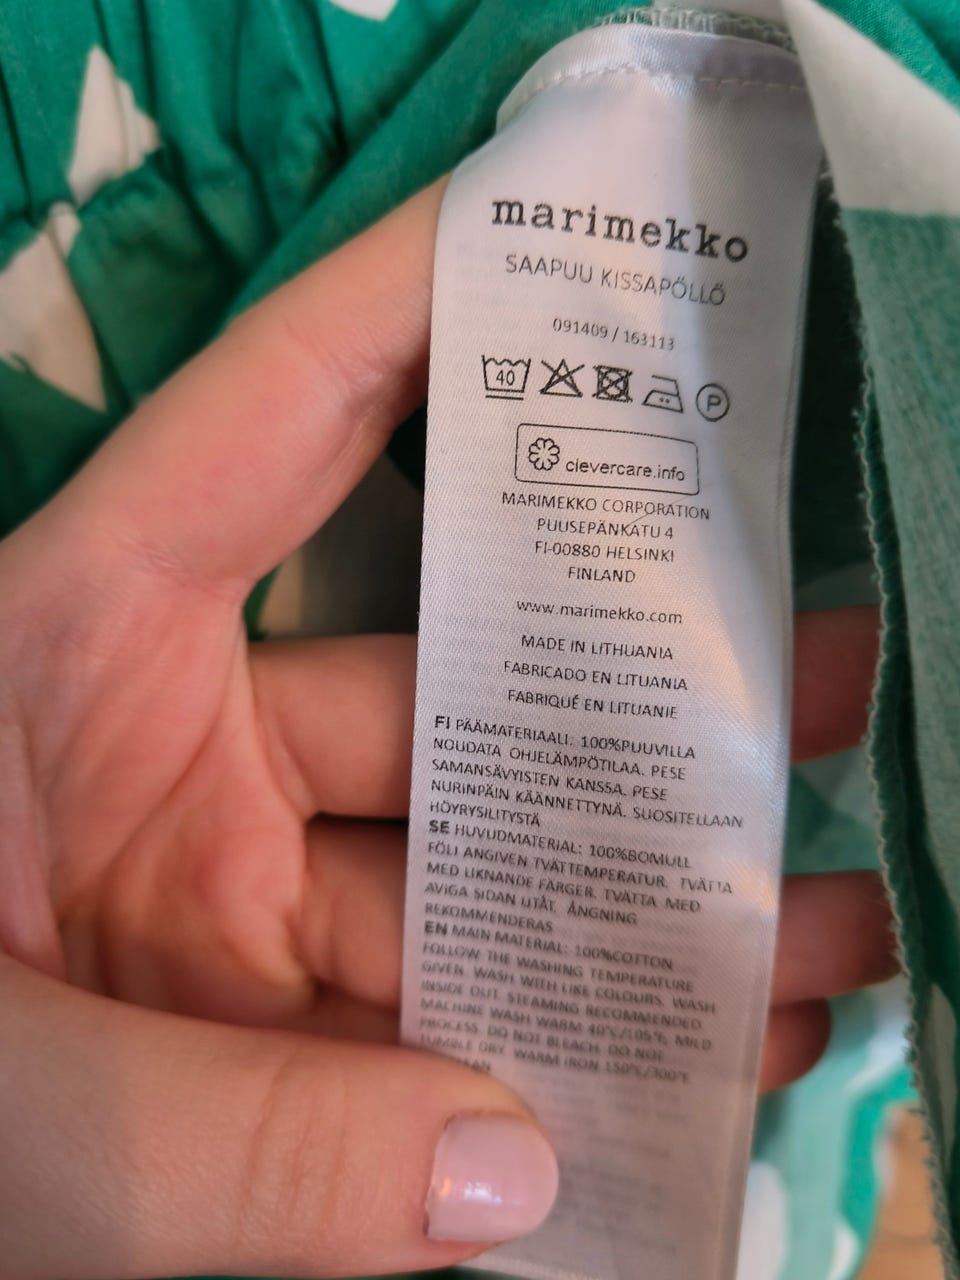 marimekko
SAAPUU KISSAPÖLLÖ
091409 / 163113
40
P
clevercare.info
MARIMEKKO CORPORATION
PUUSEPÄNKATU 4
FI-00880 HELSINKI
FINLAND
www.marimekko.com
MADE IN LITHUANIA
FABRICADO EN LITUANIA
FABRIQUÉ EN LITUANIE
FI PÄÄMATERIAALI: 100%PUUVILLA
NOUDATA OHJELÄMPÖTILAA. PESE
SAMANSÄVYISTEN KANSSA. PESE
NURINPÄIN KÄÄNNETTYNÄ. SUOSITELLAAN
HÖYRYSILITYSTÄ
SE HUVUDMATERIAL: 100%BOMULL
FÖLJ ANGIVEN TVÄTTEMPERATUR. TVÄTTA
MED LIKNANDE FÄRGER. TVÄTTA MED
AVIGA SIDAN UTÅT. ÅNGNING
REKOMMENDERAS
EN MAIN MATERIAL: 100%COTTON
FOLLOW THE WASHING TEMPERATURE
GIVEN. WASH WITH LIKE COLOURS. WASH
INSIDE OUT. STEAMING RECOMMENDED.
MACHINE WASH WARM 40°C/105°F, MILD
PROCESS. DO NOT BLEACH. DO NOT
TUMBLE DRY. WARM IRON 150°C/300°F.